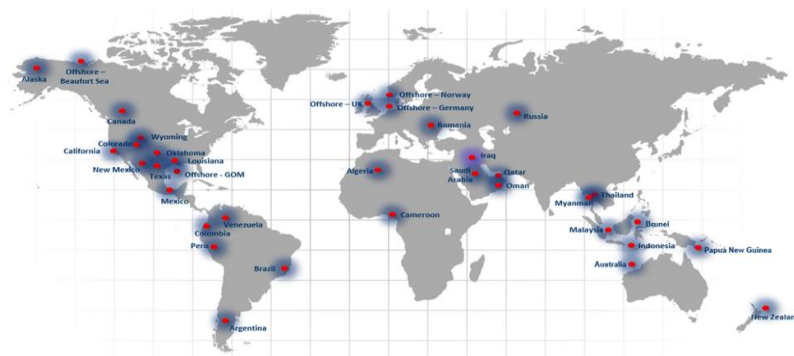 Alaska
Offshore –
Beaufort Sea
Canada
Wyoming
Colorado
California
Oklahoma
Louisiana
New Mexico
Texas
Offshore - GOM
Mexico
Venezuela
Colombia
Peru
Brazil
Argentina
Offshore – Norway
Offshore – UK
Offshore – Germany
Romania
Russia
Algeria
Iraq
Saudi
Arabia
Qatar
Oman
Cameroon
Thailand
Myanmar
Malaysia
Brunei
Indonesia
Papua New Guinea
Australia
New Zealan